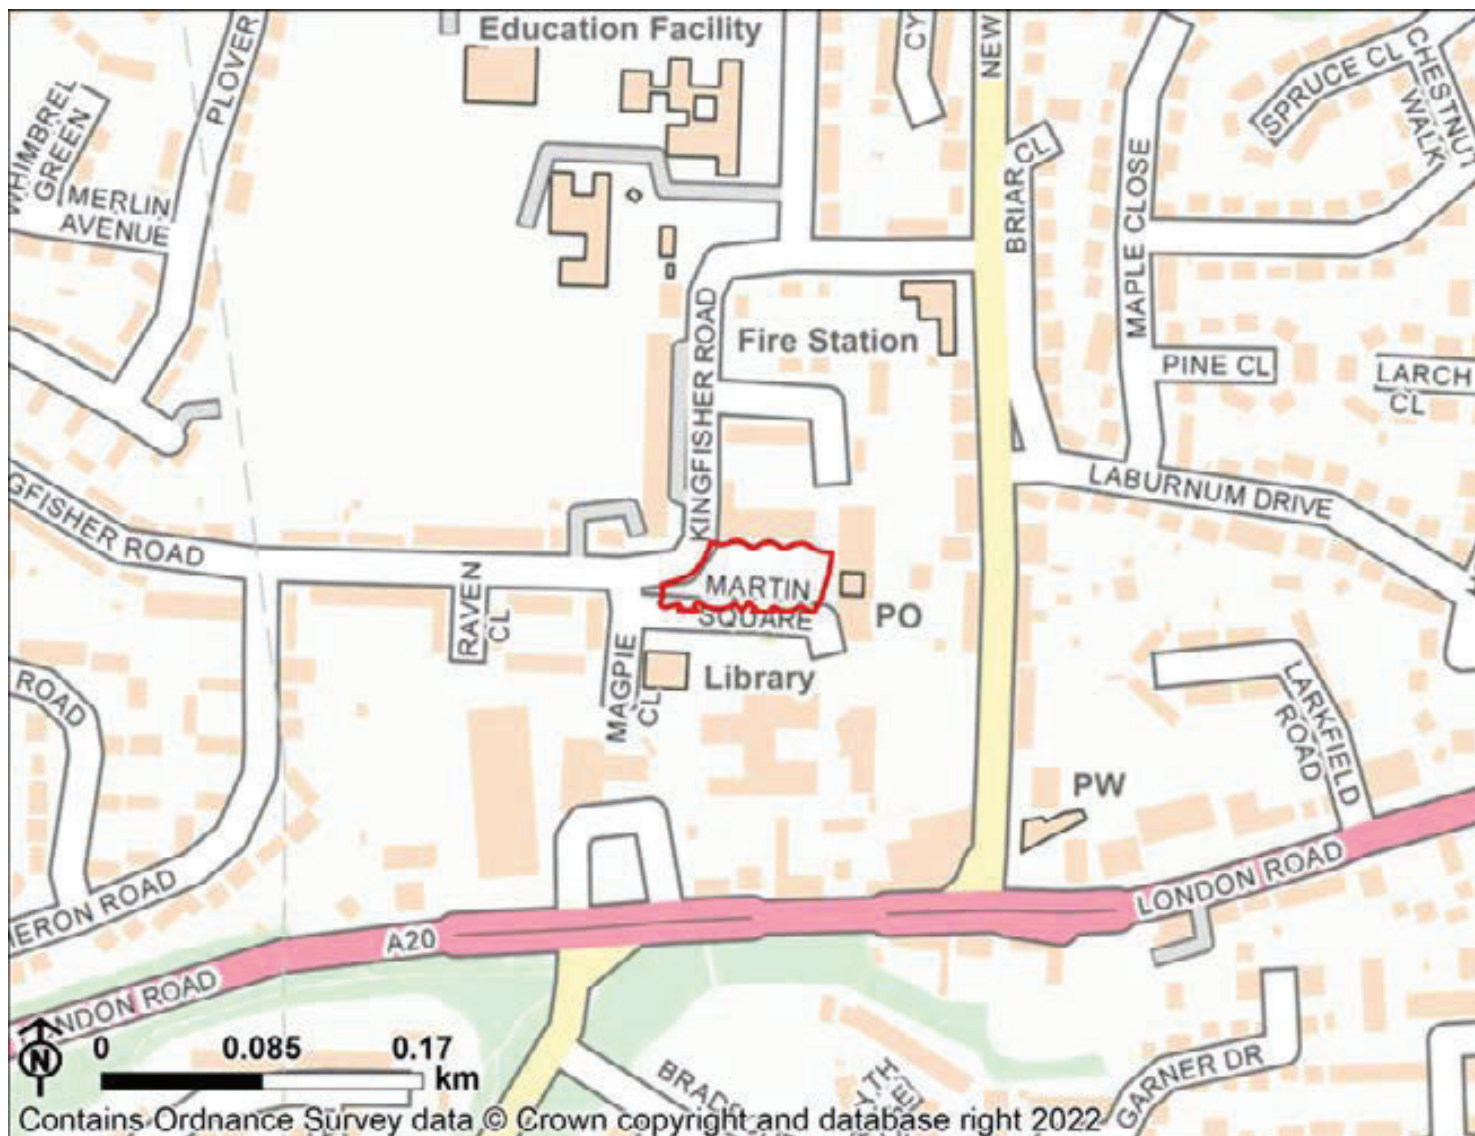 Education Facility
PLOVER
CY
NEW
SPRUCE CL
CHESTNUT
WALK
WHIMBREL
GREEN
MERLIN
AVENUE
BRIAR CL
MAPLE CLOSE
KINGFISHER ROAD
Fire Station
PINE CL
LARCH
CL
LABURNUM DRIVE
GFISHER ROAD
RAVEN
CL
MARTIN
SQUARE
PO
MAGPIE
CL
Library
ROAD
LARKFIELD
ROAD
PW
LONDON ROAD
ERON ROAD
A20
NDON ROAD
N
0 0.085 0.17
km
GARNER DR
Contains Ordnance Survey data © Crown copyright and database right 2022